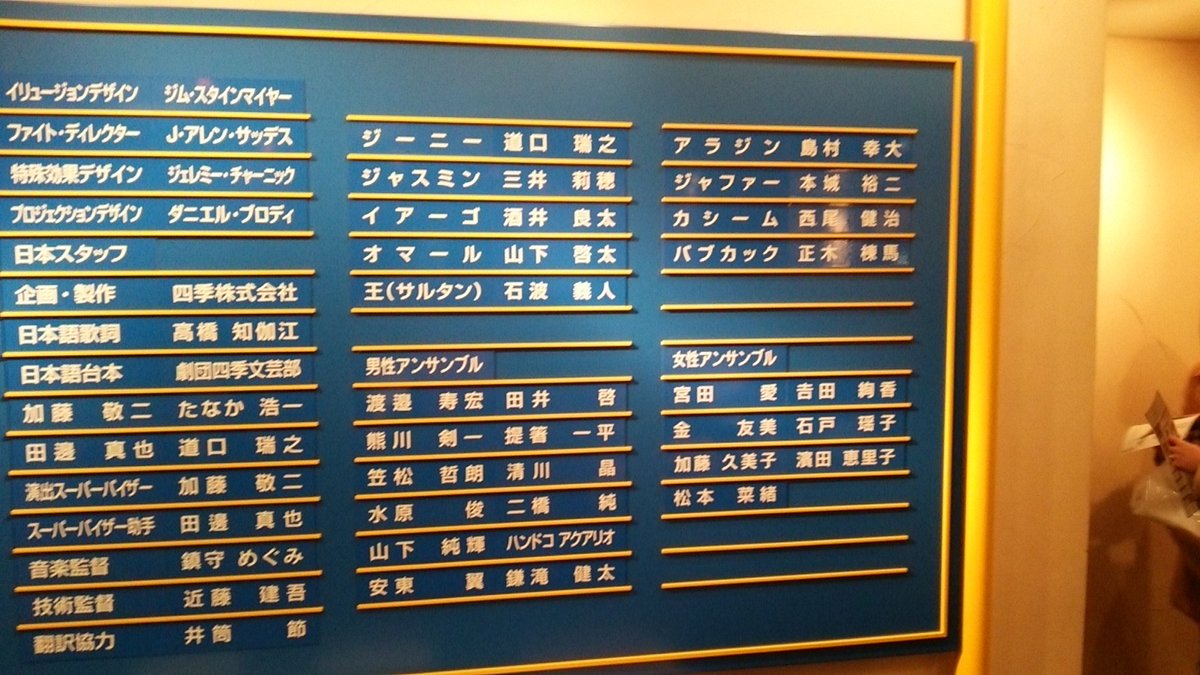 イリュージョンデザイン ジム・スタインマイヤー
ファイト・ディレクター J・アレン・サッデス
特殊効果デザイン ジェレミー・チャーニック
プロジェクションデザイン ダニエル・ブロディ
日本スタッフ
企画・製作 四季株式会社
日本語歌詞 高橋 知伽江
日本語台本 劇団四季文芸部
加藤 敬二 たなか 浩一
田邊 真也 道口 瑞之
演出スーパーバイザー 加藤 敬二
スーパーバイザー助手 田邊 真也
音楽監督 鎮守 めぐみ
技術監督 近藤 建吾
翻訳協力 井筒 節
ジーニー 道口 瑞之
ジャスミン 三井 莉穂
イアーゴ 酒井 良太
オマール 山下 啓太
王(サルタン) 石波 義人
男性アンサンブル
渡邉 寿宏 田井 啓
熊川 剣一 提箸 一平
笠松 哲朗 清川 晶
水原 俊 二橋 純
山下 純輝 ハンドコ アクアリオ
安東 翼 鎌滝 健太
アラジン 島村 幸大
ジャファー 本城 裕二
カシーム 西尾 健治
バブカック 正木 棟馬
女性アンサンブル
宮田 愛 吉田 絢香
金 友美 石戸 瑶子
加藤 久美子 濱田 恵里子
松本 菜緒